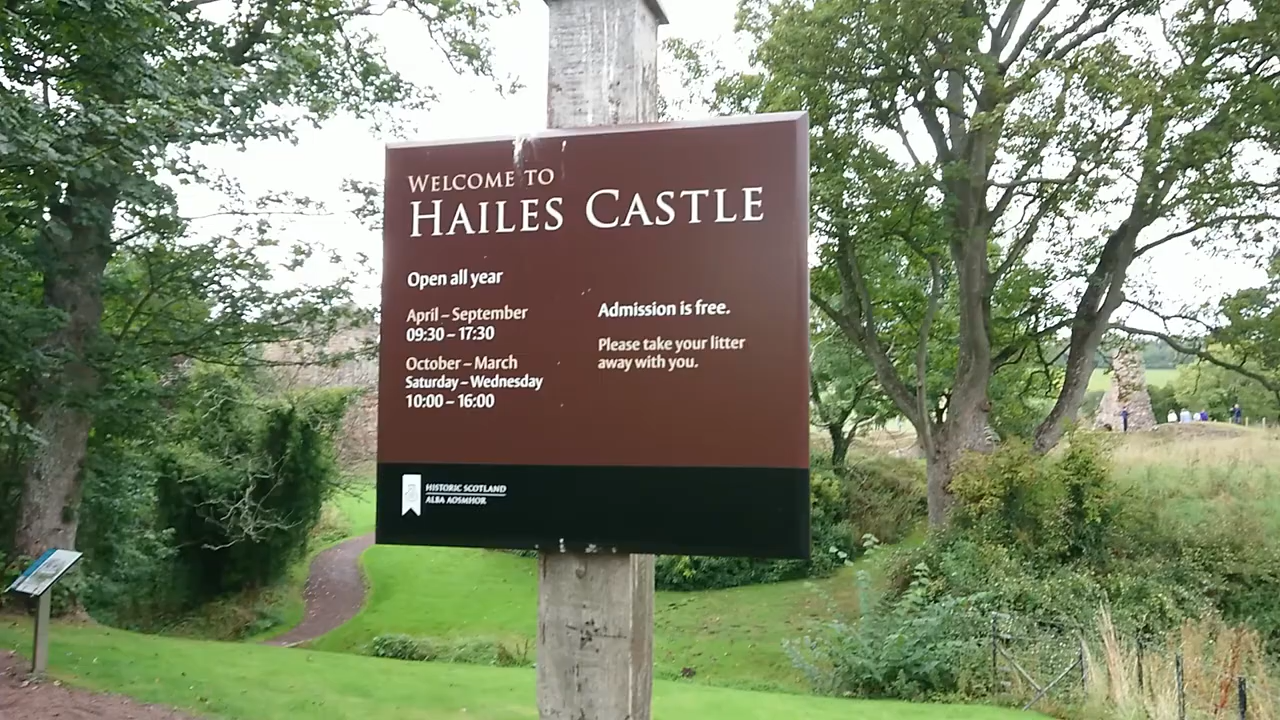 WELCOME TO
HAILES CASTLE
Open all year
April – September
09:30 – 17:30
October – March
Saturday – Wednesday
10:00 – 16:00
Admission is free.
Please take your litter
away with you.
HISTORIC SCOTLAND
ALBA AOSMHOR